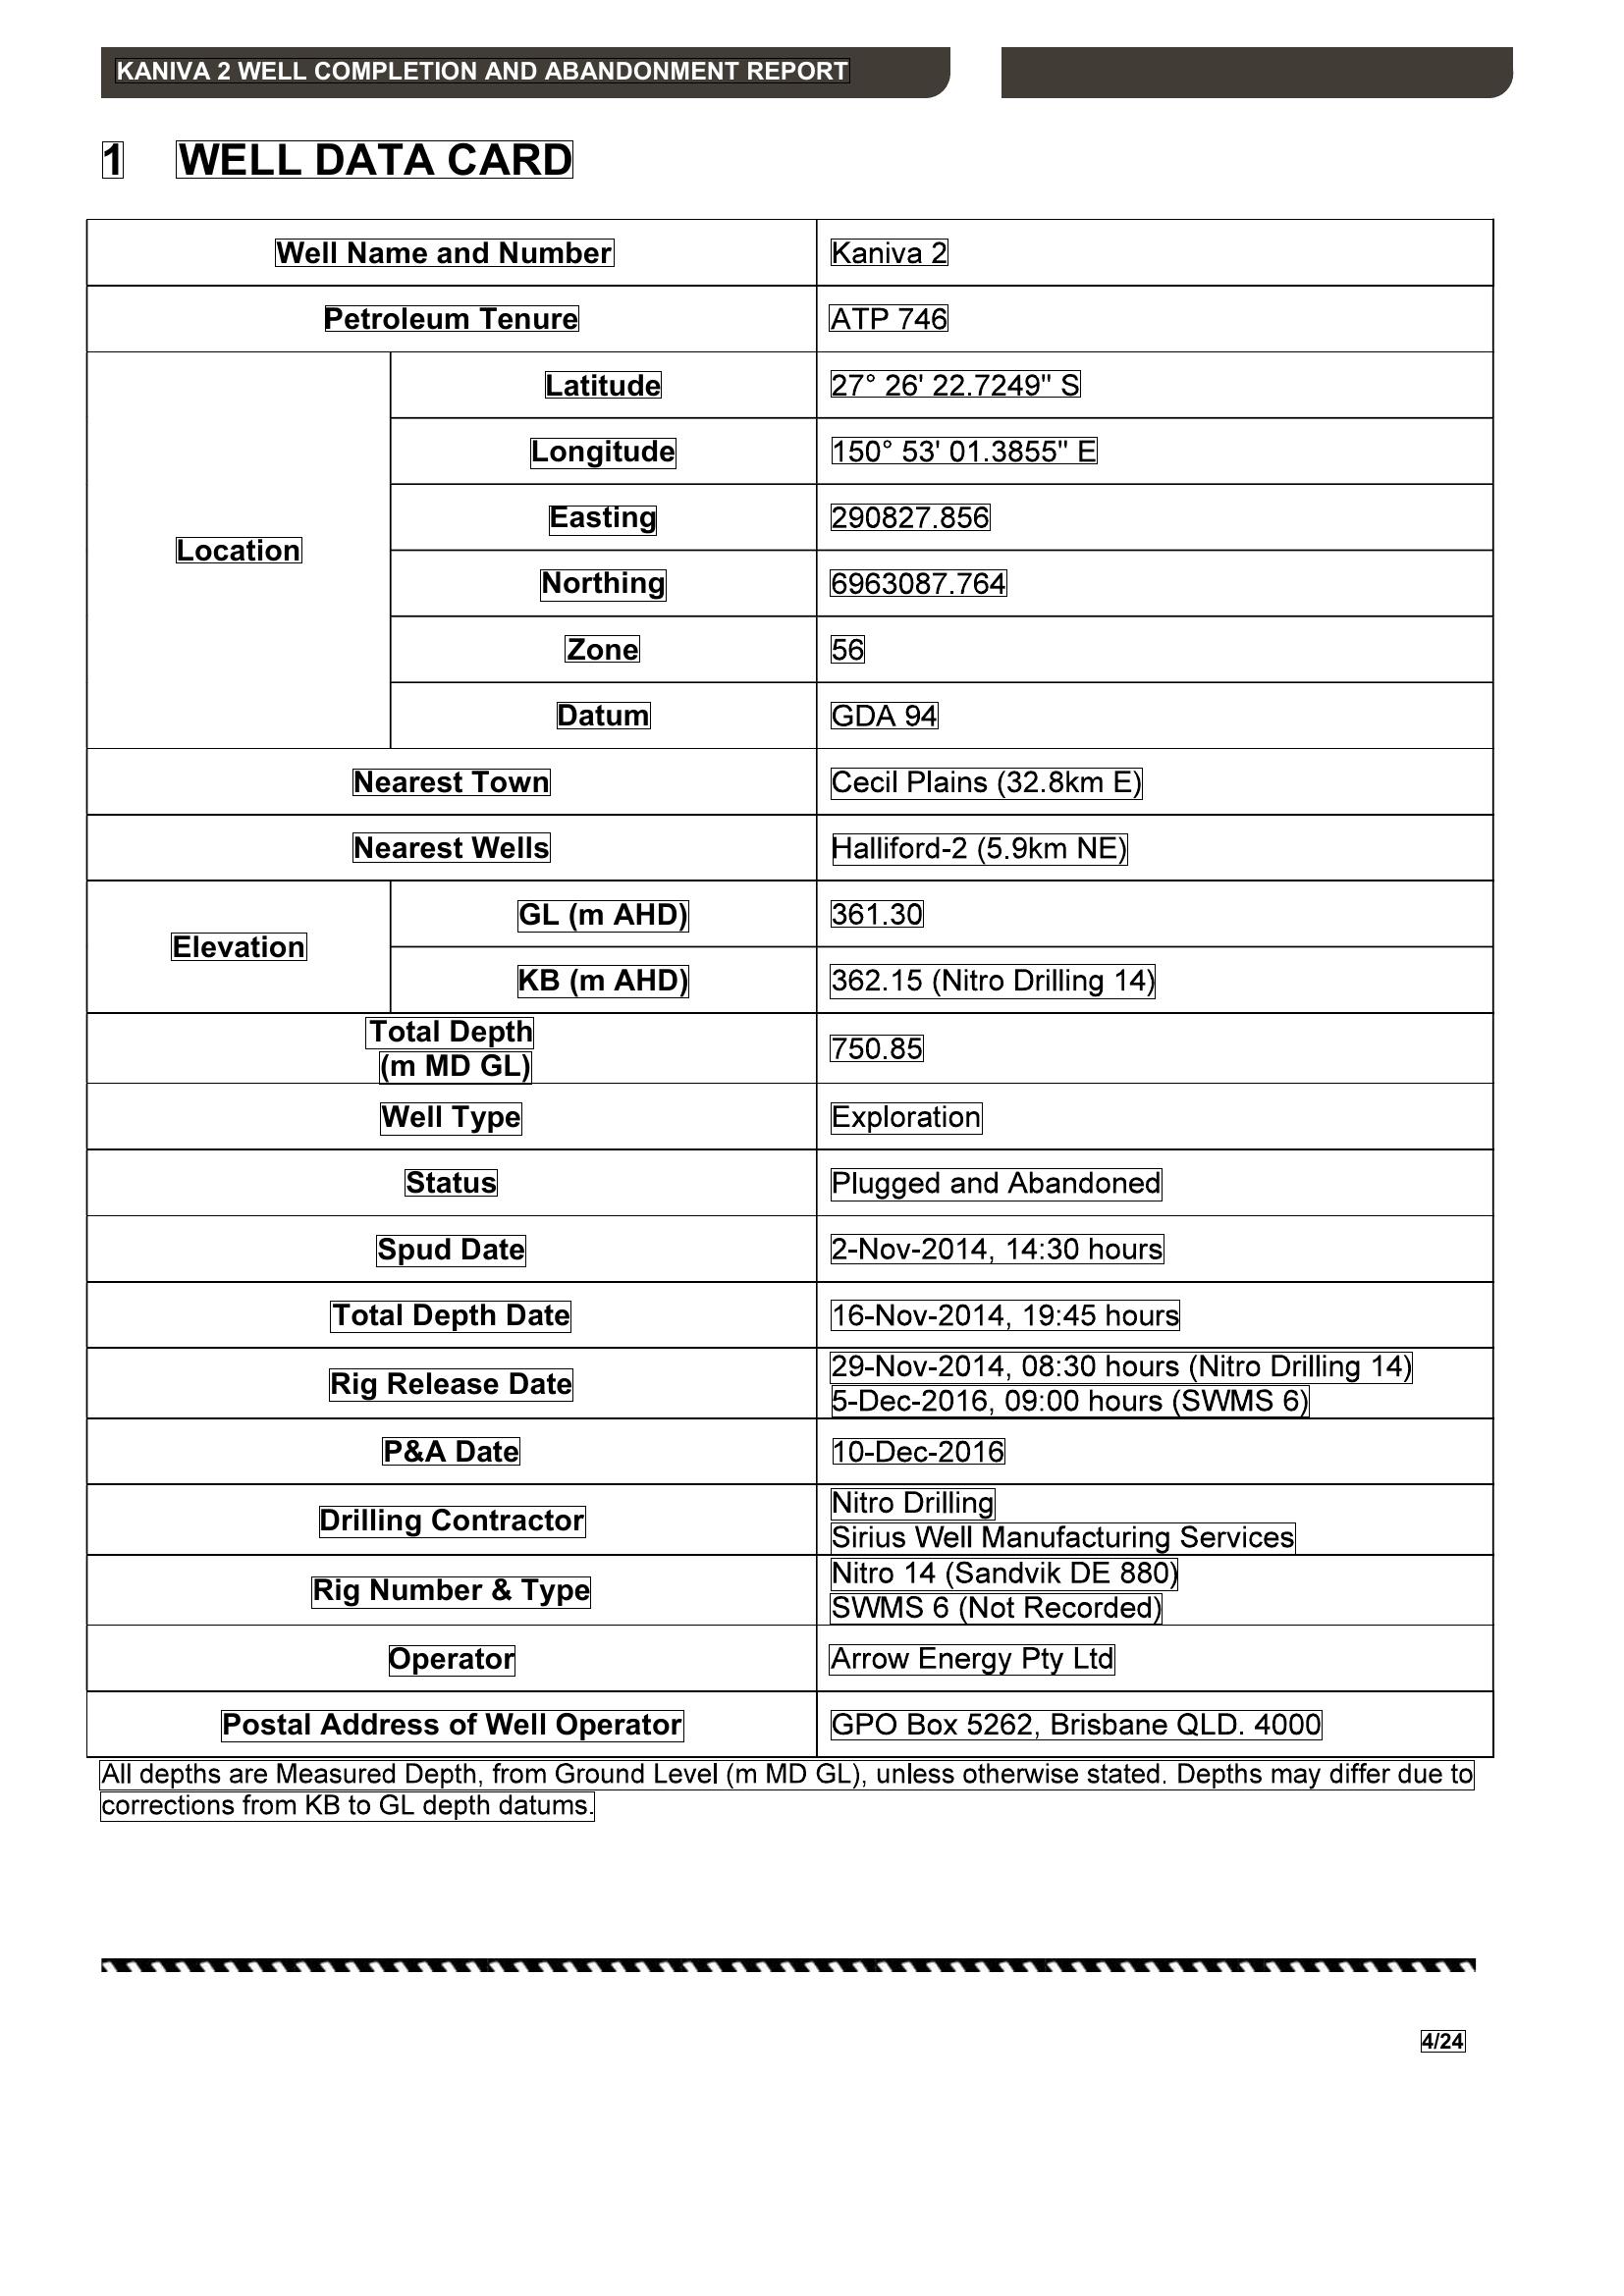 KANIVA 2 WELL COMPLETION AND ABANDONMENT REPORT
1 WELL DATA CARD
Well Name and Number Kaniva 2
Petroleum Tenure ATP 746
Location
Latitude 27° 26' 22.7249" S
Longitude 150° 53' 01.3855" E
Easting 290827.856
Northing 6963087.764
Zone 56
Datum GDA 94
Nearest Town Cecil Plains (32.8km E)
Nearest Wells Halliford-2 (5.9km NE)
Elevation
GL (m AHD) 361.30
KB (m AHD) 362.15 (Nitro Drilling 14)
Total Depth
(m MD GL) 750.85
Well Type Exploration
Status Plugged and Abandoned
Spud Date 2-Nov-2014, 14:30 hours
Total Depth Date 16-Nov-2014, 19:45 hours
Rig Release Date 29-Nov-2014, 08:30 hours (Nitro Drilling 14)
5-Dec-2016, 09:00 hours (SWMS 6)
P&A Date 10-Dec-2016
Drilling Contractor Nitro Drilling
Sirius Well Manufacturing Services
Rig Number & Type Nitro 14 (Sandvik DE 880)
SWMS 6 (Not Recorded)
Operator Arrow Energy Pty Ltd
Postal Address of Well Operator GPO Box 5262, Brisbane QLD. 4000
All depths are Measured Depth, from Ground Level (m MD GL), unless otherwise stated. Depths may differ due to
corrections from KB to GL depth datums.
4/24